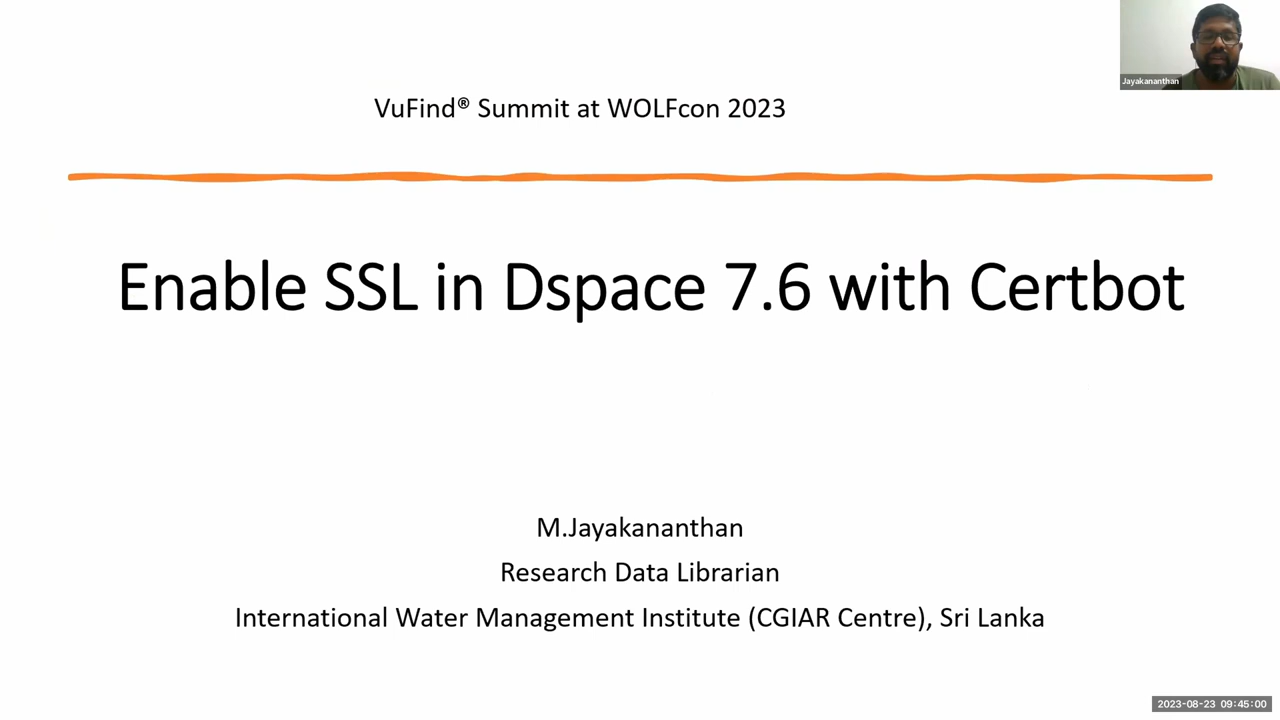 Jayakananthan
VuFind® Summit at WOLFcon 2023
Enable SSL in Dspace 7.6 with Certbot
M.Jayakananthan
Research Data Librarian
International Water Management Institute (CGIAR Centre), Sri Lanka
2023-08-23 09:45:00